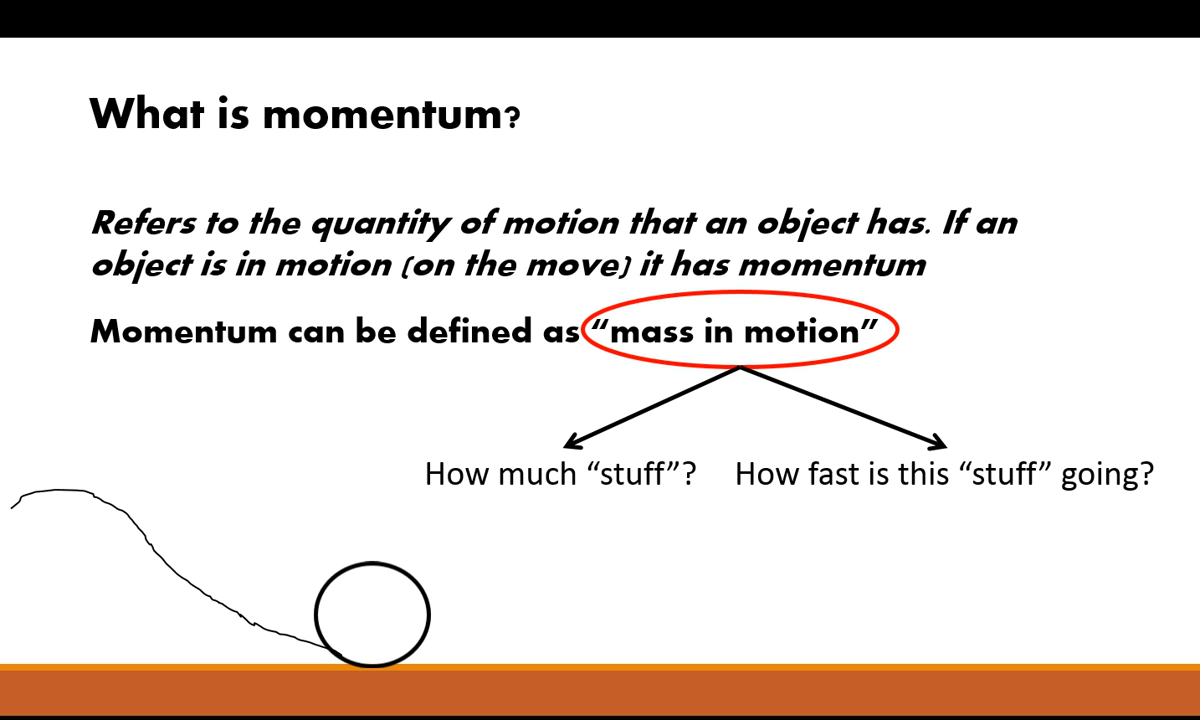 What is momentum?
Refers to the quantity of motion that an object has. If an
object is in motion (on the move) it has momentum
Momentum can be defined as “mass in motion”
How much “stuff”? How fast is this “stuff” going?